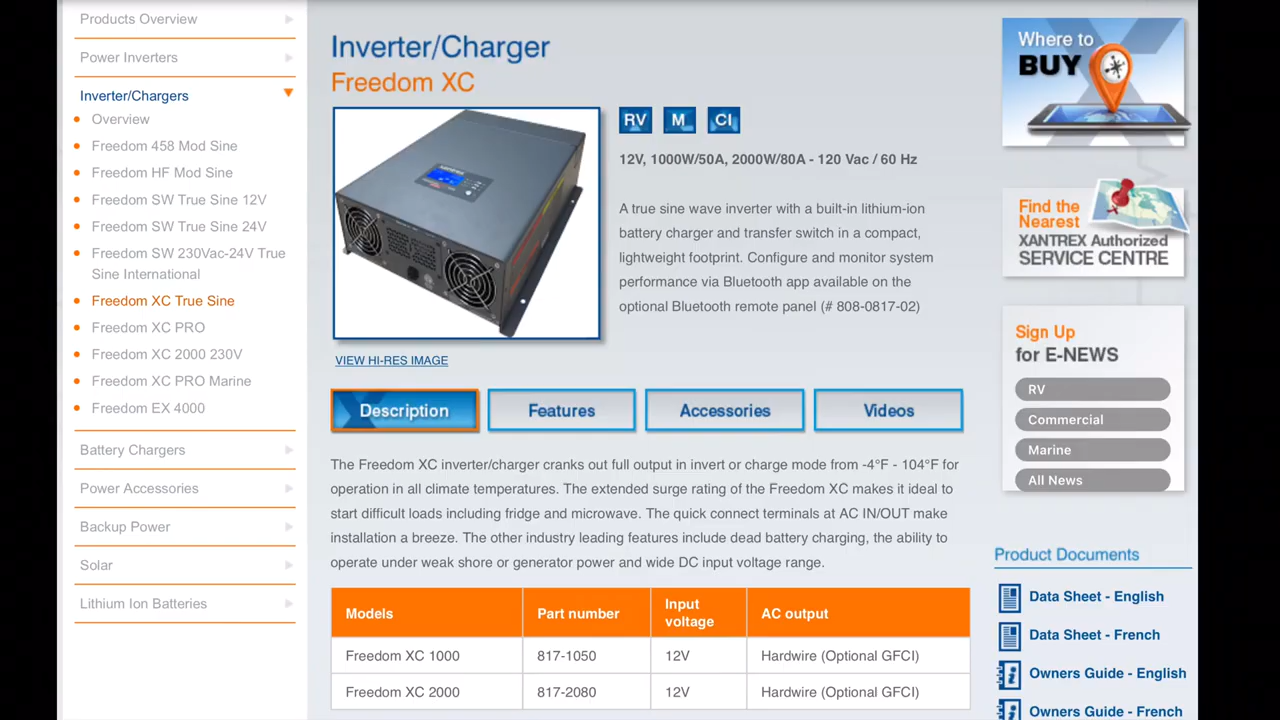 Products Overview
Power Inverters
Inverter/Chargers
Overview
Freedom 458 Mod Sine
Freedom HF Mod Sine
Freedom SW True Sine 12V
Freedom SW True Sine 24V
Freedom SW 230Vac-24V True
Sine International
Freedom XC True Sine
Freedom XC PRO
Freedom XC 2000 230V
Freedom XC PRO Marine
Freedom EX 4000
Battery Chargers
Power Accessories
Backup Power
Solar
Lithium Ion Batteries
Inverter/Charger
Freedom XC
RV M CI
12V, 1000W/50A, 2000W/80A - 120 Vac / 60 Hz
A true sine wave inverter with a built-in lithium-ion
battery charger and transfer switch in a compact,
lightweight footprint. Configure and monitor system
performance via Bluetooth app available on the
optional Bluetooth remote panel (# 808-0817-02)
VIEW HI-RES IMAGE
Description Features Accessories Videos
The Freedom XC inverter/charger cranks out full output in invert or charge mode from -4°F - 104°F for
operation in all climate temperatures. The extended surge rating of the Freedom XC makes it ideal to
start difficult loads including fridge and microwave. The quick connect terminals at AC IN/OUT make
installation a breeze. The other industry leading features include dead battery charging, the ability to
operate under weak shore or generator power and wide DC input voltage range.
Models Part number Input voltage AC output
Freedom XC 1000 817-1050 12V Hardwire (Optional GFCI)
Freedom XC 2000 817-2080 12V Hardwire (Optional GFCI)
Where to
BUY
Find the
Nearest
XANTREX Authorized
SERVICE CENTRE
Sign Up
for E-NEWS
RV
Commercial
Marine
All News
Product Documents
Data Sheet - English
Data Sheet - French
Owners Guide - English
Owners Guide - French